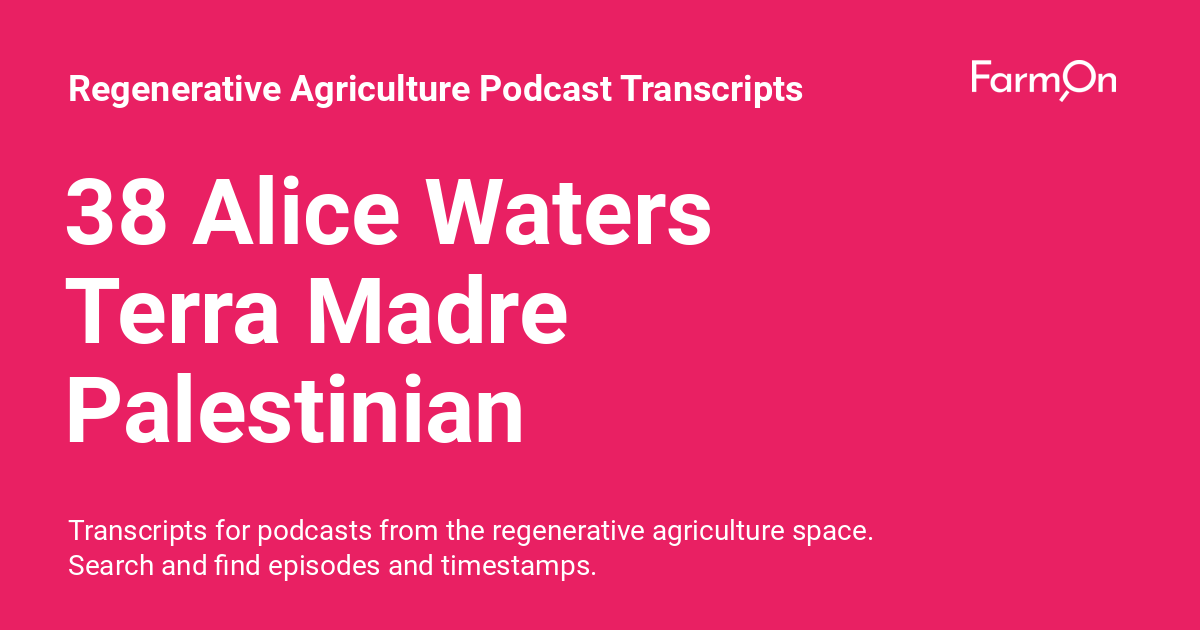 Regenerative Agriculture Podcast Transcripts
FarmOn
38 Alice Waters
Terra Madre
Palestinian
Transcripts for podcasts from the regenerative agriculture space.
Search and find episodes and timestamps.